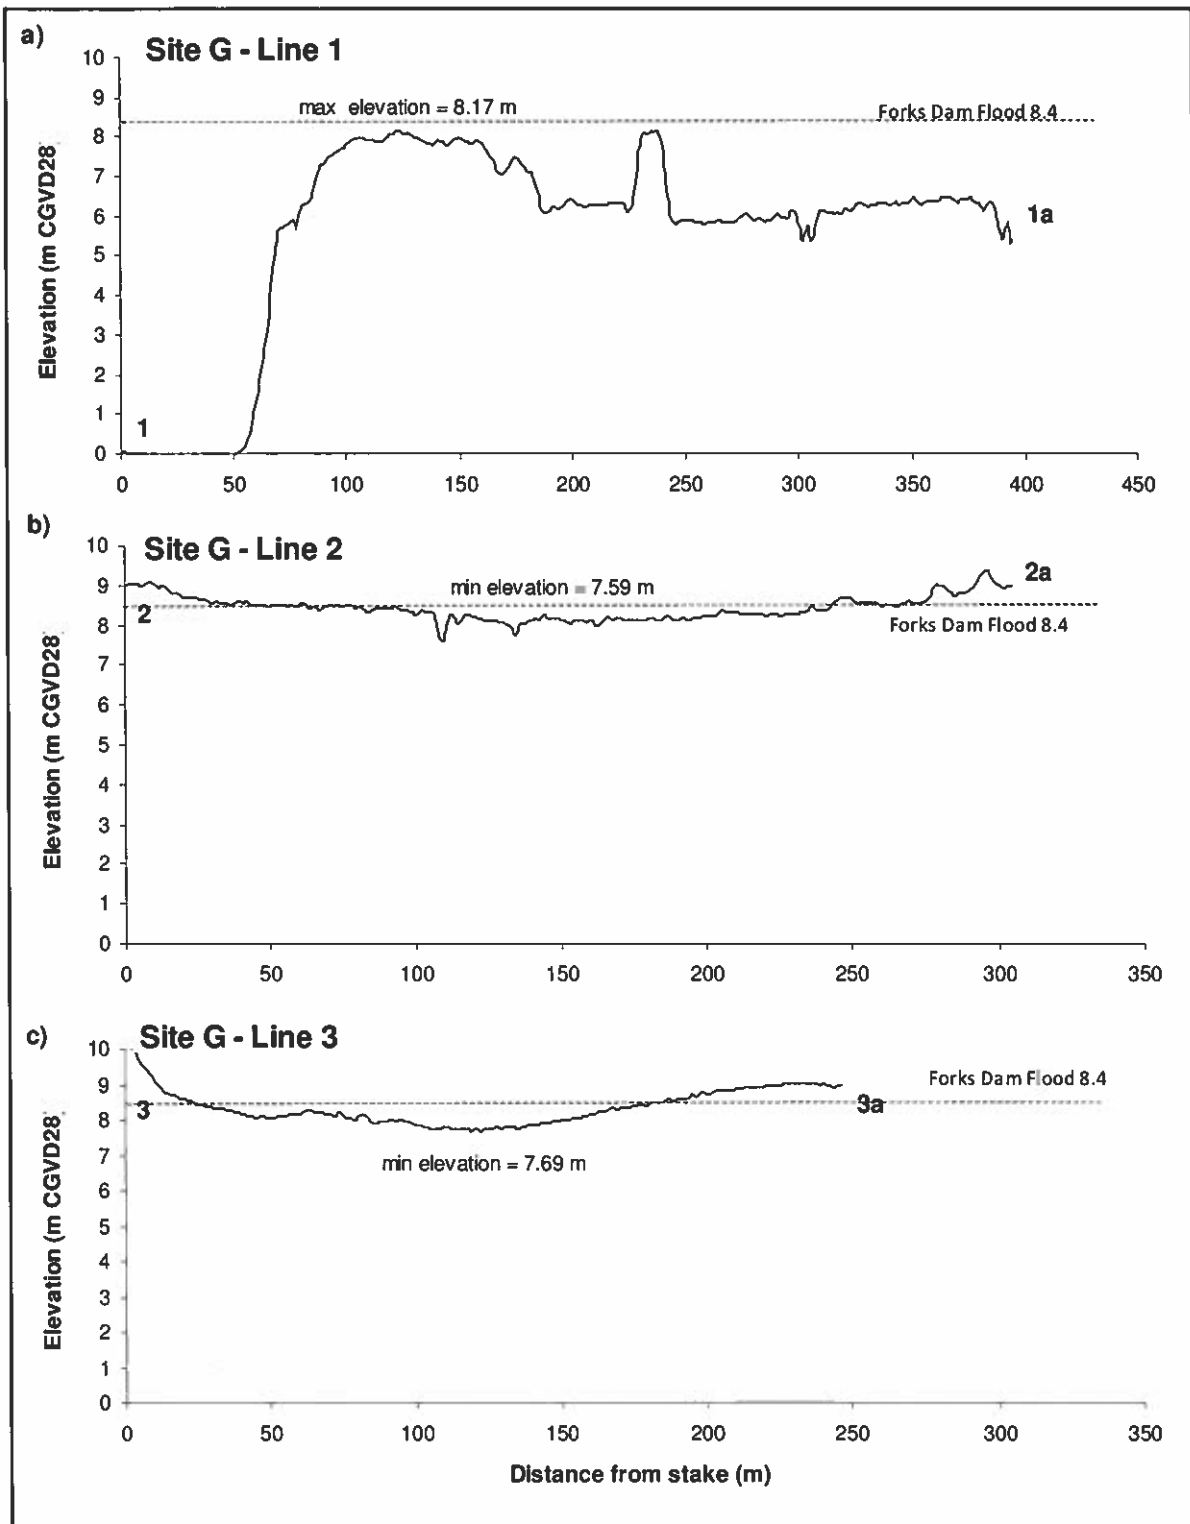 a)
Site G - Line 1
10
9
8
7
6
5
4
3
2
1
0
max elevation = 8.17 m
Forks Dam Flood 8.4
1a
1
Elevation (m CGVD28)
0 50 100 150 200 250 300 350 400 450
b)
Site G - Line 2
10
9
8
7
6
5
4
3
2
1
0
min elevation = 7.59 m
2a
2
Forks Dam Flood 8.4
Elevation (m CGVD28)
0 50 100 150 200 250 300 350
c)
Site G - Line 3
10
9
8
7
6
5
4
3
2
1
0
Forks Dam Flood 8.4
3
3a
min elevation = 7.69 m
Elevation (m CGVD28)
0 50 100 150 200 250 300 350
Distance from stake (m)